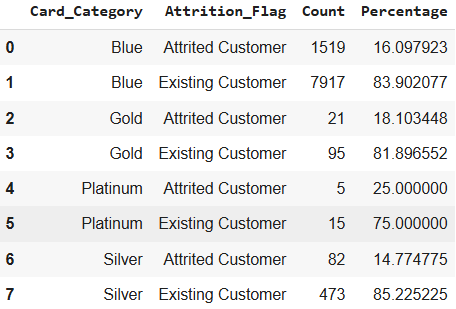 Card_Category Attrition_Flag Count Percentage
0 Blue Attrited Customer 1519 16.097923
1 Blue Existing Customer 7917 83.902077
2 Gold Attrited Customer 21 18.103448
3 Gold Existing Customer 95 81.896552
4 Platinum Attrited Customer 5 25.000000
5 Platinum Existing Customer 15 75.000000
6 Silver Attrited Customer 82 14.774775
7 Silver Existing Customer 473 85.225225